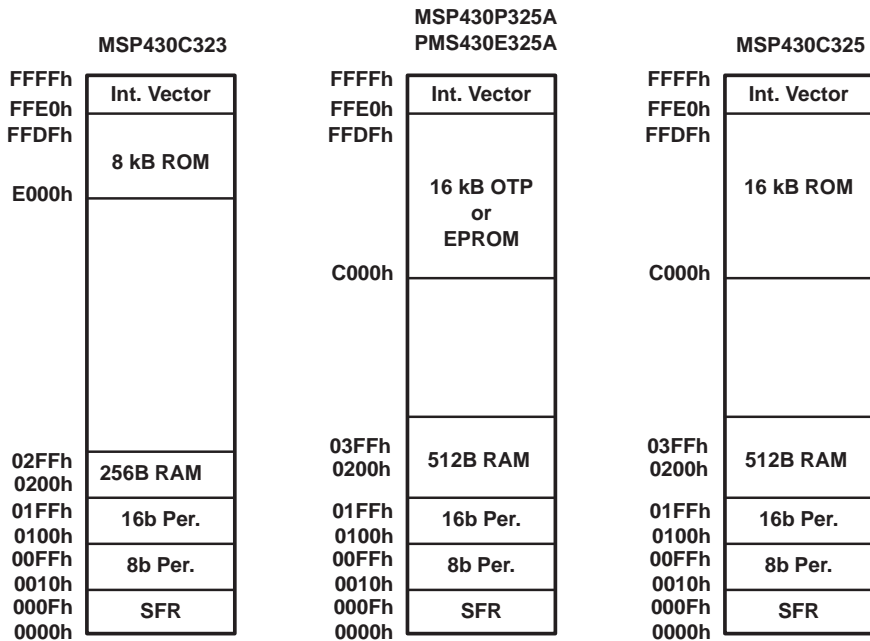 MSP430C323
FFFFh
Int. Vector
FFE0h
FFDFh
8 kB ROM
E000h
02FFh
256B RAM
0200h
01FFh
16b Per.
0100h
00FFh
8b Per.
0010h
000Fh
SFR
0000h
MSP430P325A
PMS430E325A
FFFFh
Int. Vector
FFE0h
FFDFh
16 kB OTP
or
EPROM
C000h
03FFh
512B RAM
0200h
01FFh
16b Per.
0100h
00FFh
8b Per.
0010h
000Fh
SFR
0000h
MSP430C325
FFFFh
Int. Vector
FFE0h
FFDFh
16 kB ROM
C000h
03FFh
512B RAM
0200h
01FFh
16b Per.
0100h
00FFh
8b Per.
0010h
000Fh
SFR
0000h